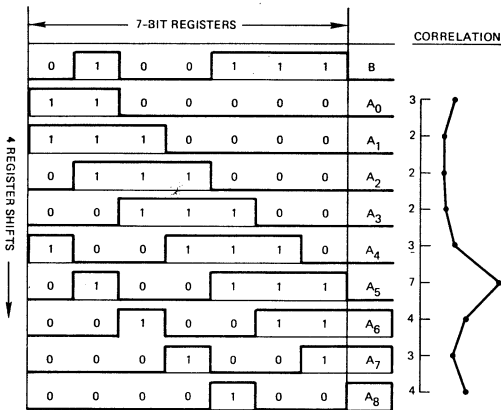 7-BIT REGISTERS
CORRELATION
0 1 0 0 1 1 1 B
1 1 0 0 0 0 0 A0 3
1 1 1 0 0 0 0 A1 2
0 1 1 1 0 0 0 A2 2
0 0 1 1 1 0 0 A3 2
1 0 0 1 1 1 0 A4 3
0 1 0 0 1 1 1 A5 7
0 0 1 0 0 1 1 A6 4
0 0 0 1 0 0 1 A7 3
0 0 0 0 1 0 0 A8 4
4 REGISTER SHIFTS